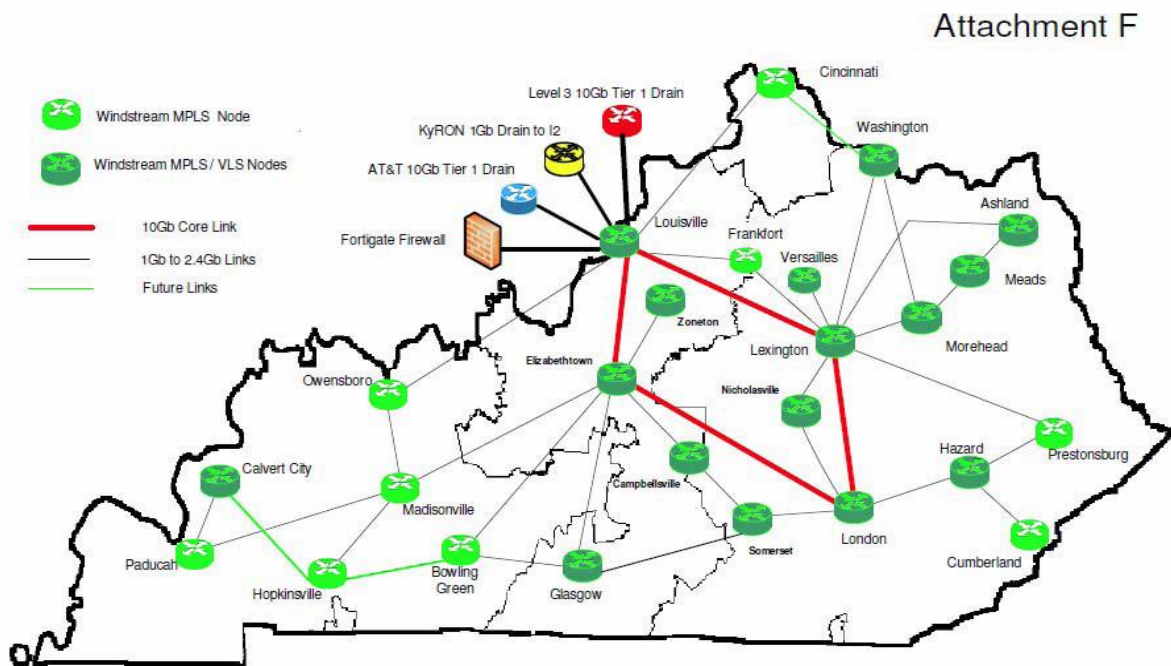 Attachment F
Cincinnati
Level 3 10Gb Tier 1 Drain
Windstream MPLS Node
KyRON 1Gb Drain to I2
Washington
Windstream MPLS / VLS Nodes
AT&T 10Gb Tier 1 Drain
Ashland
10Gb Core Link
Louisville
Frankfort
Fortigate Firewall
Versailles
1Gb to 2.4Gb Links
Meads
Future Links
Zoneton
Lexington
Morehead
Elizabethtown
Owensboro
Nicholasville
Calvert City
Hazard
Prestonsburg
Campbellsville
Madisonville
London
Somerset
Paducah
Bowling
Green
Cumberland
Hopkinsville
Glasgow